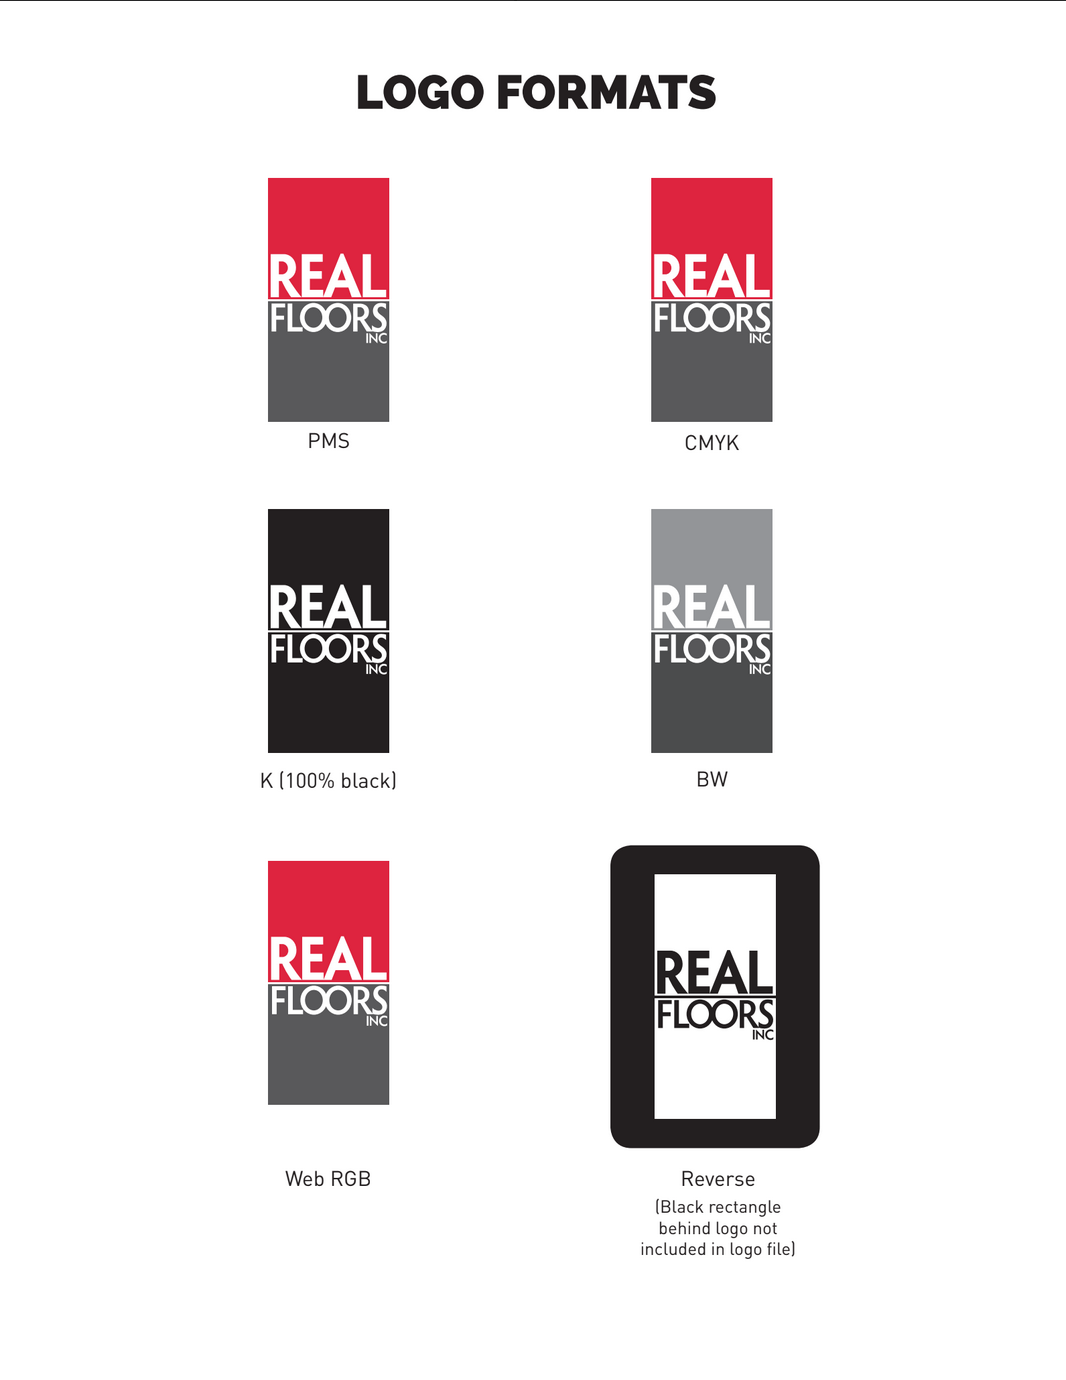 LOGO FORMATS
REAL
FLOORS
INC
PMS
REAL
FLOORS
INC
CMYK
REAL
FLOORS
INC
K (100% black)
REAL
FLOORS
INC
BW
REAL
FLOORS
INC
Web RGB
REAL
FLOORS
INC
Reverse
(Black rectangle
behind logo not
included in logo file)